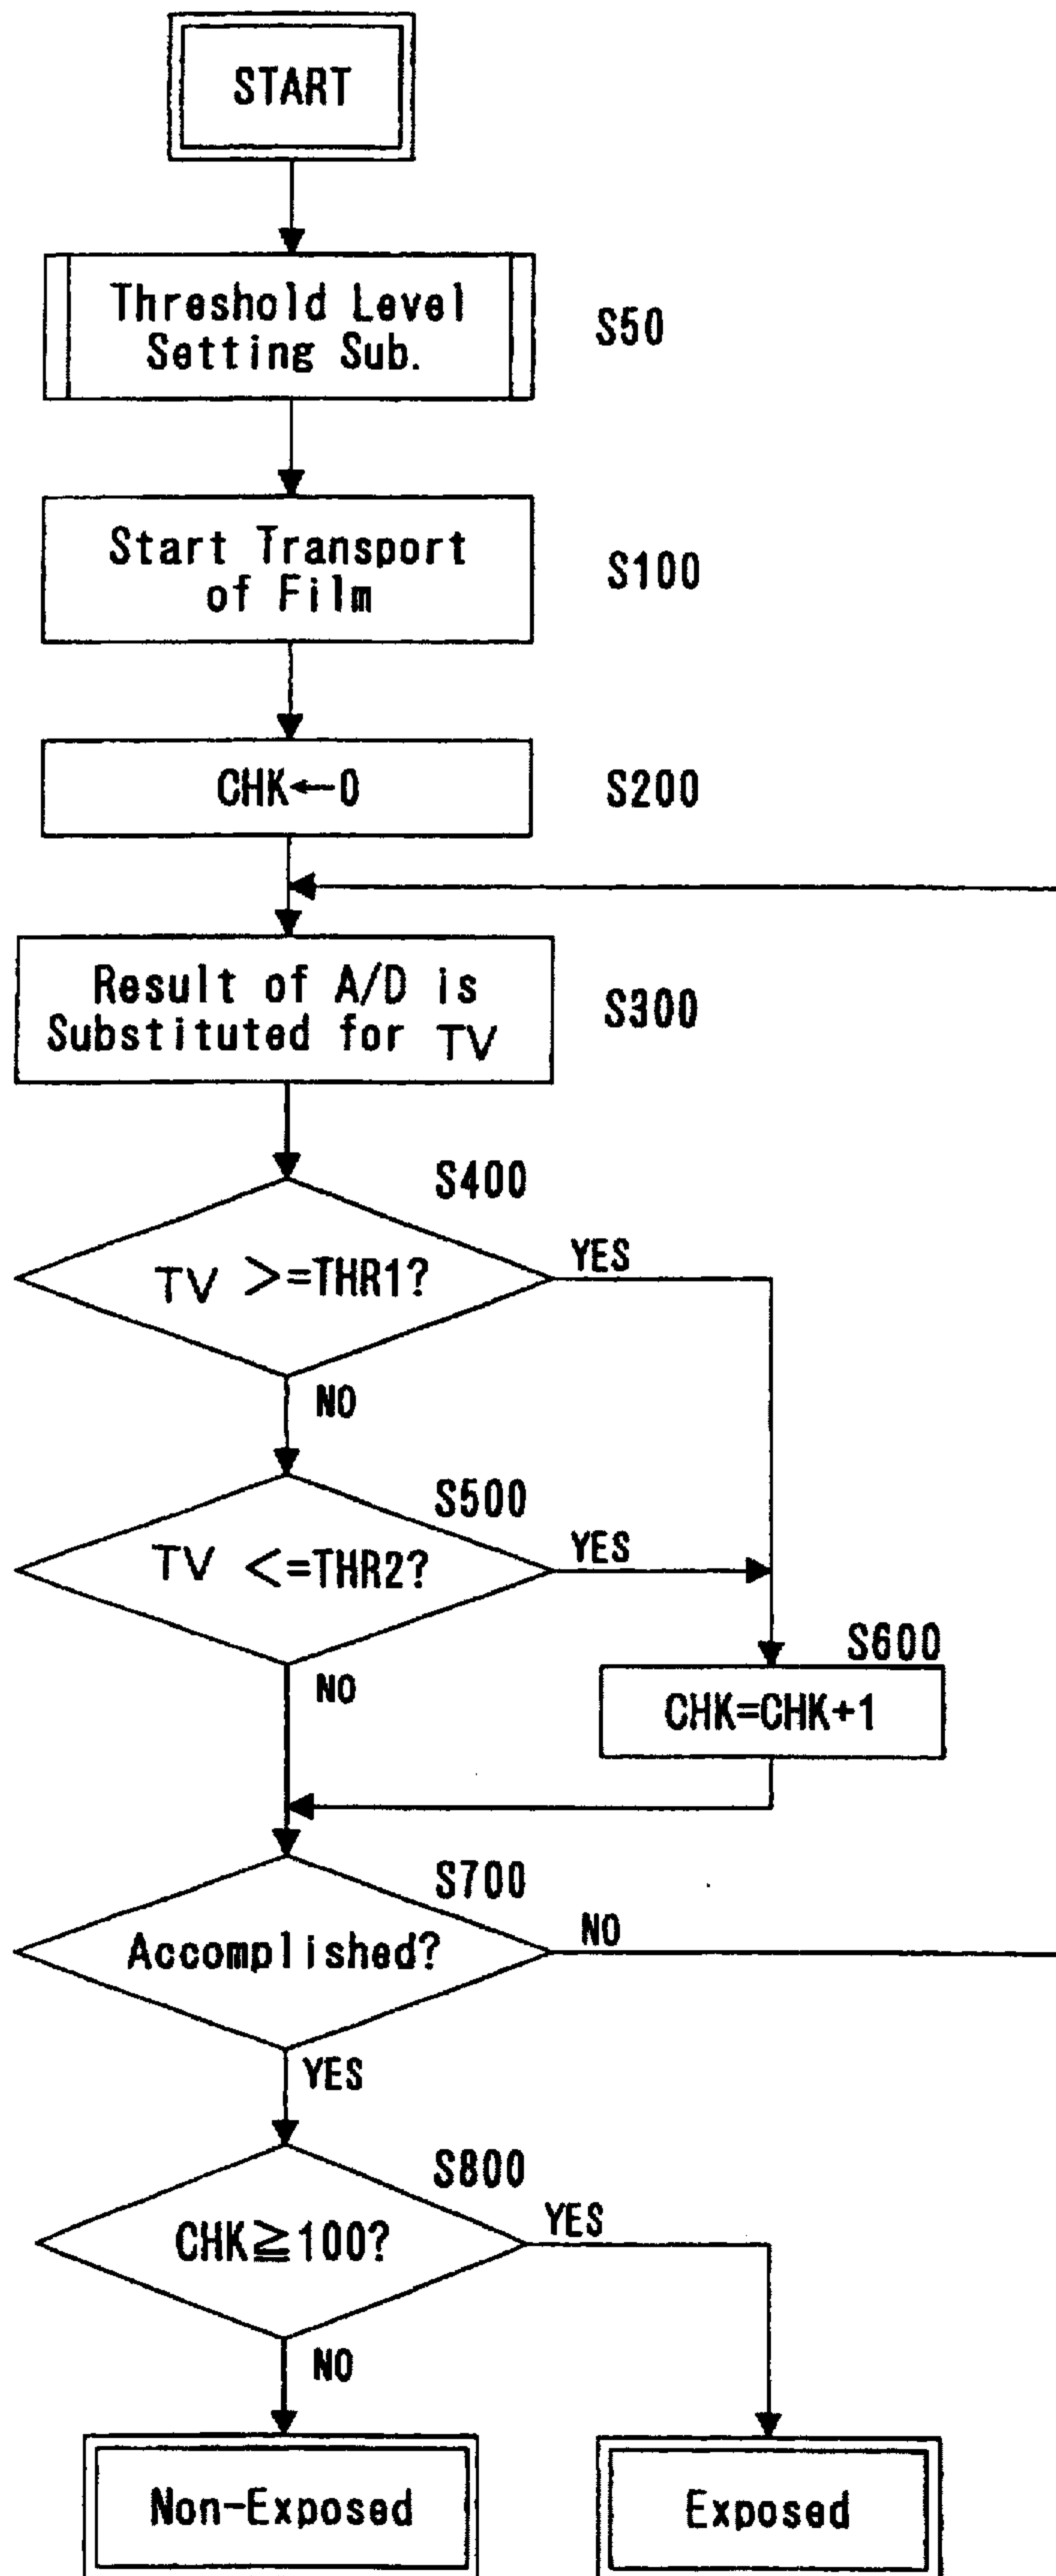 START
Threshold Level
Setting Sub.
S50
Start Transport
of Film
S100
CHK←0
S200
Result of A/D is
Substituted for TV
S300
S400
TV >=THR1?
YES
NO
S500
TV <=THR2?
YES
NO
S600
CHK=CHK+1
S700
Accomplished?
NO
YES
S800
CHK≧100?
YES
NO
Non-Exposed
Exposed